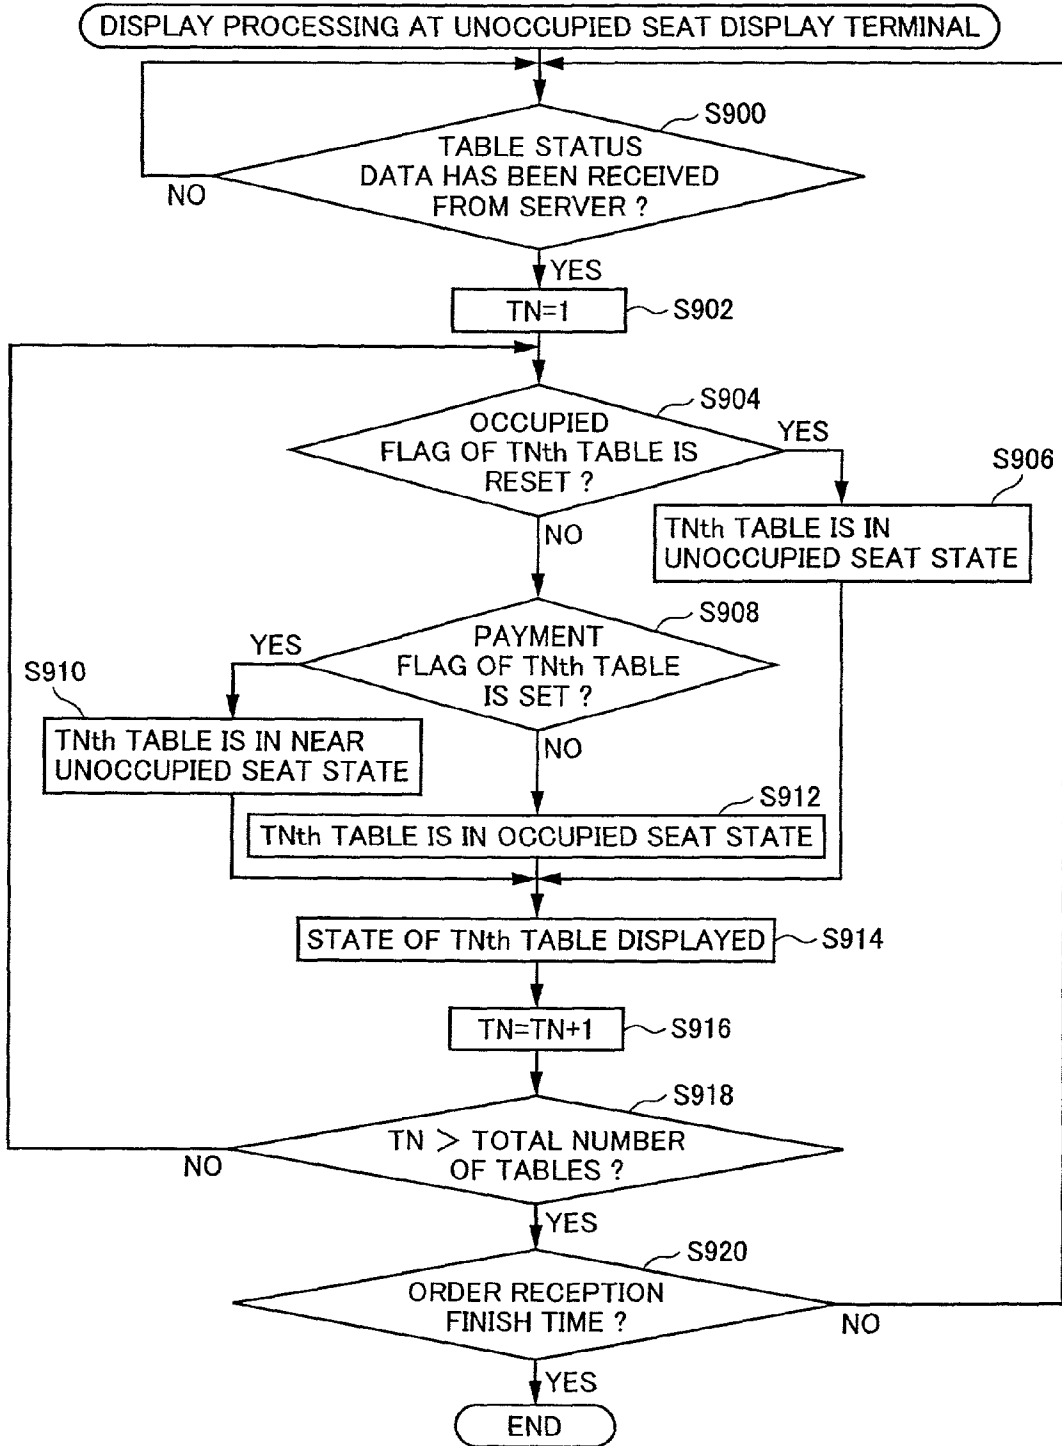 DISPLAY PROCESSING AT UNOCCUPIED SEAT DISPLAY TERMINAL
S900
TABLE STATUS
DATA HAS BEEN RECEIVED
FROM SERVER ?
NO
YES
TN=1
S902
S904
OCCUPIED
FLAG OF TNth TABLE IS
RESET ?
YES
S906
TNth TABLE IS IN
UNOCCUPIED SEAT STATE
NO
S908
PAYMENT
FLAG OF TNth TABLE
IS SET ?
YES
S910
TNth TABLE IS IN NEAR
UNOCCUPIED SEAT STATE
NO
S912
TNth TABLE IS IN OCCUPIED SEAT STATE
STATE OF TNth TABLE DISPLAYED
S914
TN=TN+1
S916
S918
TN > TOTAL NUMBER
OF TABLES ?
NO
YES
S920
ORDER RECEPTION
FINISH TIME ?
NO
YES
END